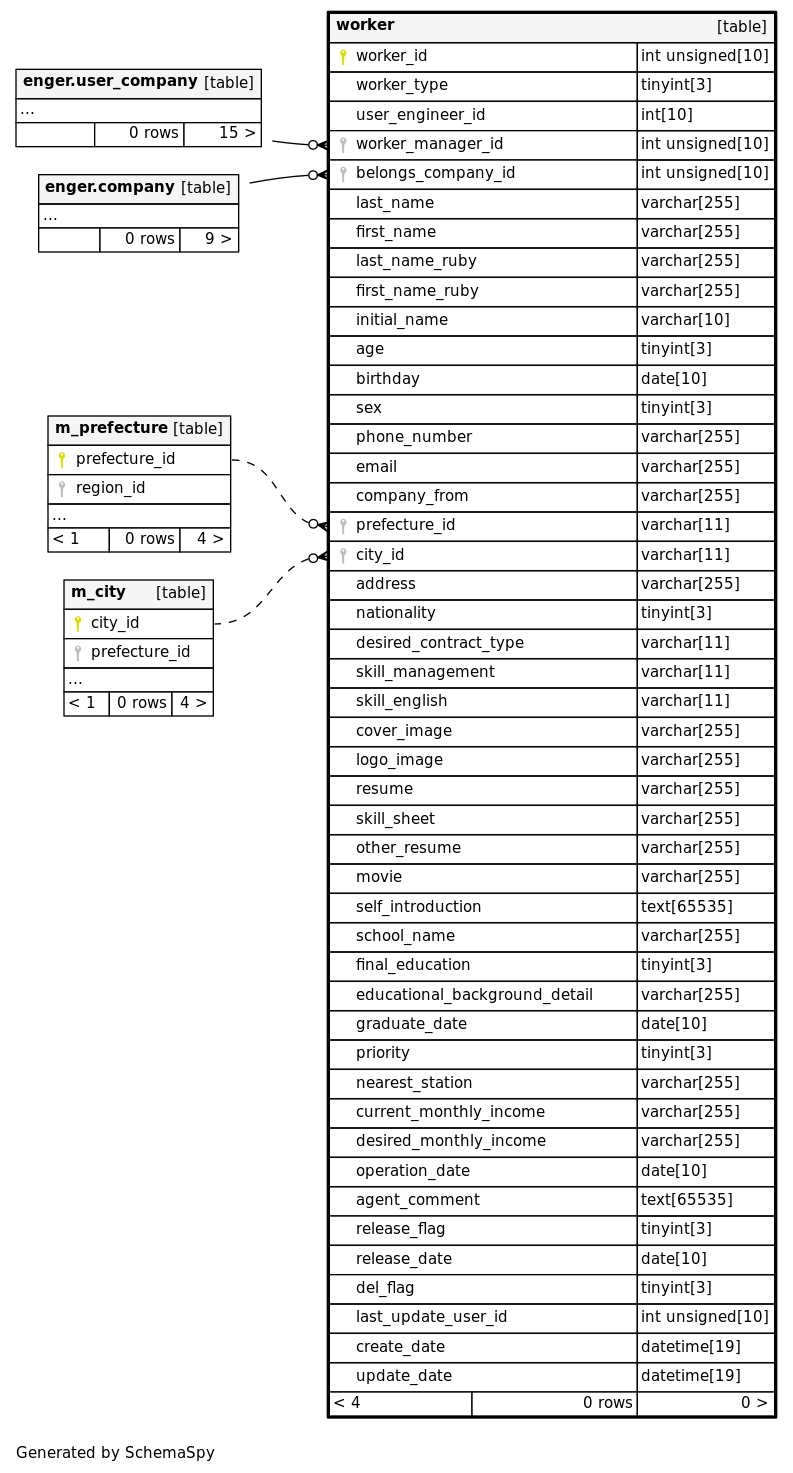 worker [table]
worker_id int unsigned[10]
worker_type tinyint[3]
user_engineer_id int[10]
worker_manager_id int unsigned[10]
belongs_company_id int unsigned[10]
last_name varchar[255]
first_name varchar[255]
last_name_ruby varchar[255]
first_name_ruby varchar[255]
initial_name varchar[10]
age tinyint[3]
birthday date[10]
sex tinyint[3]
phone_number varchar[255]
email varchar[255]
company_from varchar[255]
prefecture_id varchar[11]
city_id varchar[11]
address varchar[255]
nationality tinyint[3]
desired_contract_type varchar[11]
skill_management varchar[11]
skill_english varchar[11]
cover_image varchar[255]
logo_image varchar[255]
resume varchar[255]
skill_sheet varchar[255]
other_resume varchar[255]
movie varchar[255]
self_introduction text[65535]
school_name varchar[255]
final_education tinyint[3]
educational_background_detail varchar[255]
graduate_date date[10]
priority tinyint[3]
nearest_station varchar[255]
current_monthly_income varchar[255]
desired_monthly_income varchar[255]
operation_date date[10]
agent_comment text[65535]
release_flag tinyint[3]
release_date date[10]
del_flag tinyint[3]
last_update_user_id int unsigned[10]
create_date datetime[19]
update_date datetime[19]
< 4 0 rows 0 >
enger.user_company [table]
...
0 rows 15 >
enger.company [table]
...
0 rows 9 >
m_prefecture [table]
prefecture_id
region_id
...
< 1 0 rows 4 >
m_city [table]
city_id
prefecture_id
...
< 1 0 rows 4 >
Generated by SchemaSpy